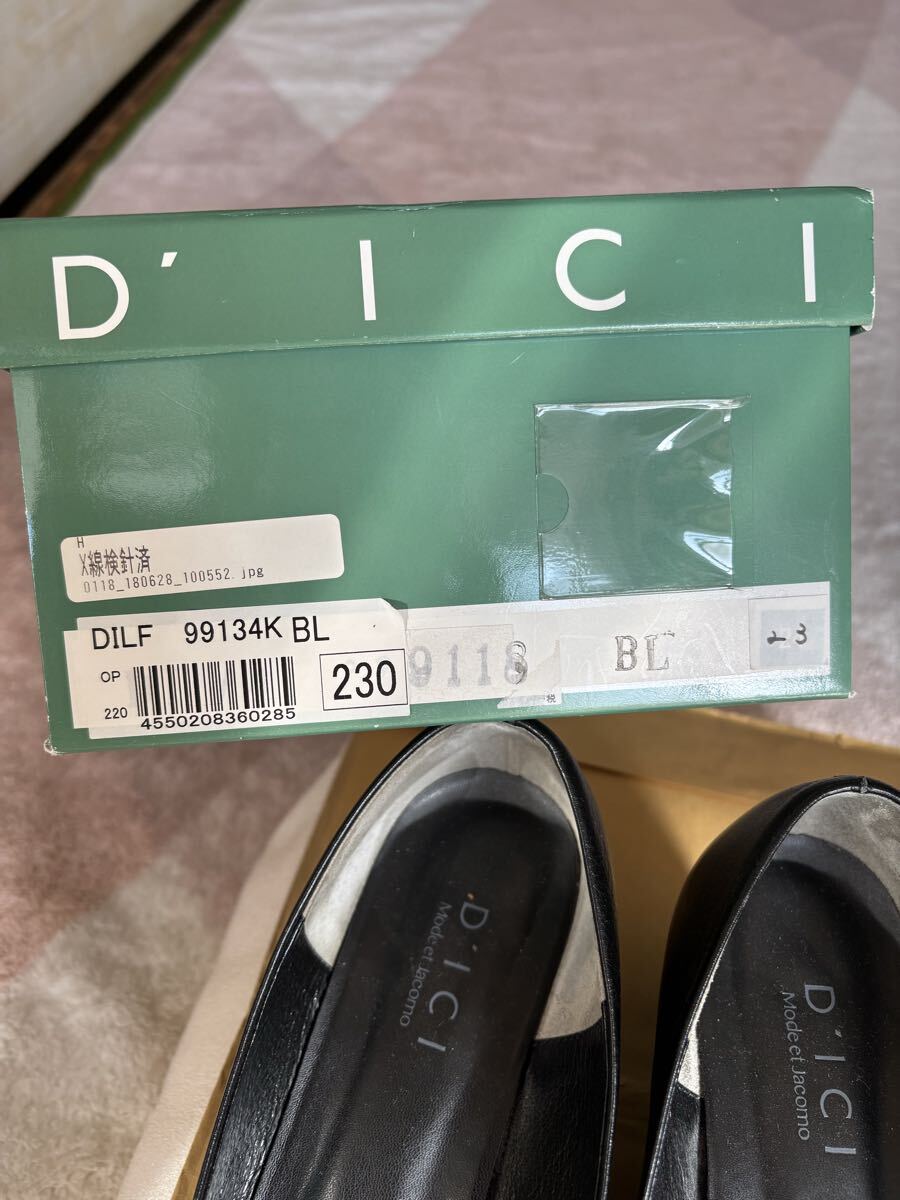 D'ICI
H
X線検針済
0118_180628_100552.jpg
DILF 99134K BL
OP
220
4550208360285
230
9118 BL
税
D'ICI
Mode et Jacomo
D'ICI
Mode et Jacomo